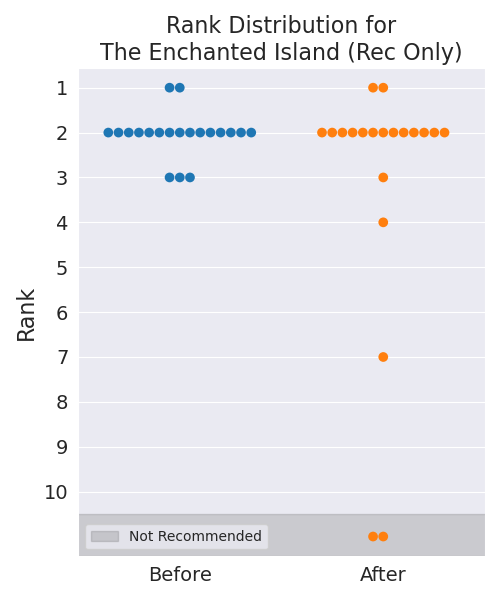 Rank Distribution for
The Enchanted Island (Rec Only)
Rank
1
2
3
4
5
6
7
8
9
10
Not Recommended
Before
After